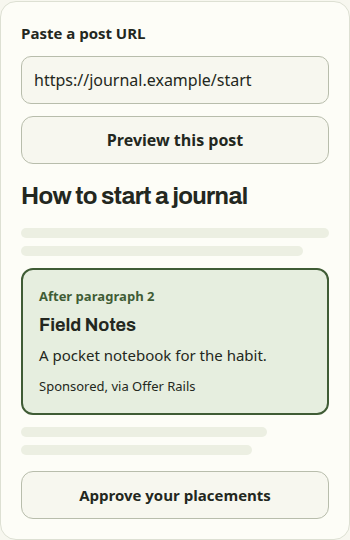 Paste a post URL
https://journal.example/start
Preview this post
How to start a journal
After paragraph 2
Field Notes
A pocket notebook for the habit.
Sponsored, via Offer Rails
Approve your placements